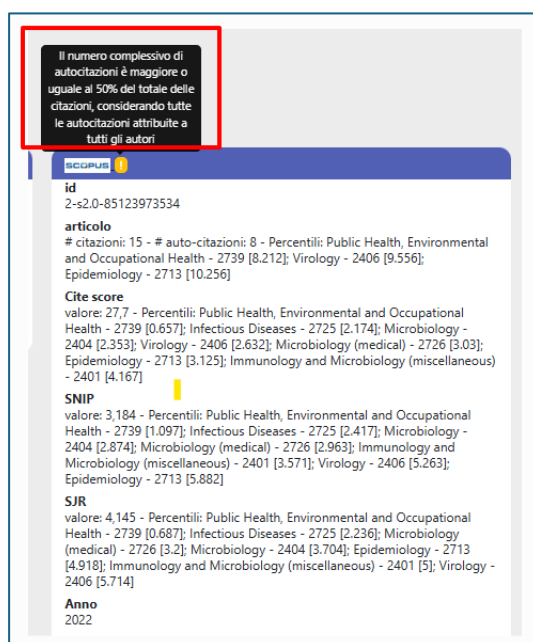 Il numero complessivo di
autocitazioni è maggiore o
uguale al 50% del totale delle
citazioni, considerando tutte
le autocitazioni attribuite a
tutti gli autori
SCOPUS !
id
2-s2.0-85123973534
articolo
# citazioni: 15 - # auto-citazioni: 8 - Percentili: Public Health, Environmental
and Occupational Health - 2739 [8.212]; Virology - 2406 [9.556];
Epidemiology - 2713 [10.256]
Cite score
valore: 27,7 - Percentili: Public Health, Environmental and Occupational
Health - 2739 [0.657]; Infectious Diseases - 2725 [2.174]; Microbiology -
2404 [2.353]; Virology - 2406 [2.632]; Microbiology (medical) - 2726 [3.03];
Epidemiology - 2713 [3.125]; Immunology and Microbiology (miscellaneous)
- 2401 [4.167]
SNIP
valore: 3,184 - Percentili: Public Health, Environmental and Occupational
Health - 2739 [1.097]; Infectious Diseases - 2725 [2.417]; Microbiology -
2404 [2.874]; Microbiology (medical) - 2726 [2.963]; Immunology and
Microbiology (miscellaneous) - 2401 [3.571]; Virology - 2406 [5.263];
Epidemiology - 2713 [5.882]
SJR
valore: 4,145 - Percentili: Public Health, Environmental and Occupational
Health - 2739 [0.687]; Infectious Diseases - 2725 [2.236]; Microbiology
(medical) - 2726 [3.2]; Microbiology - 2404 [3.704]; Epidemiology - 2713
[4.918]; Immunology and Microbiology (miscellaneous) - 2401 [5]; Virology -
2406 [5.714]
Anno
2022